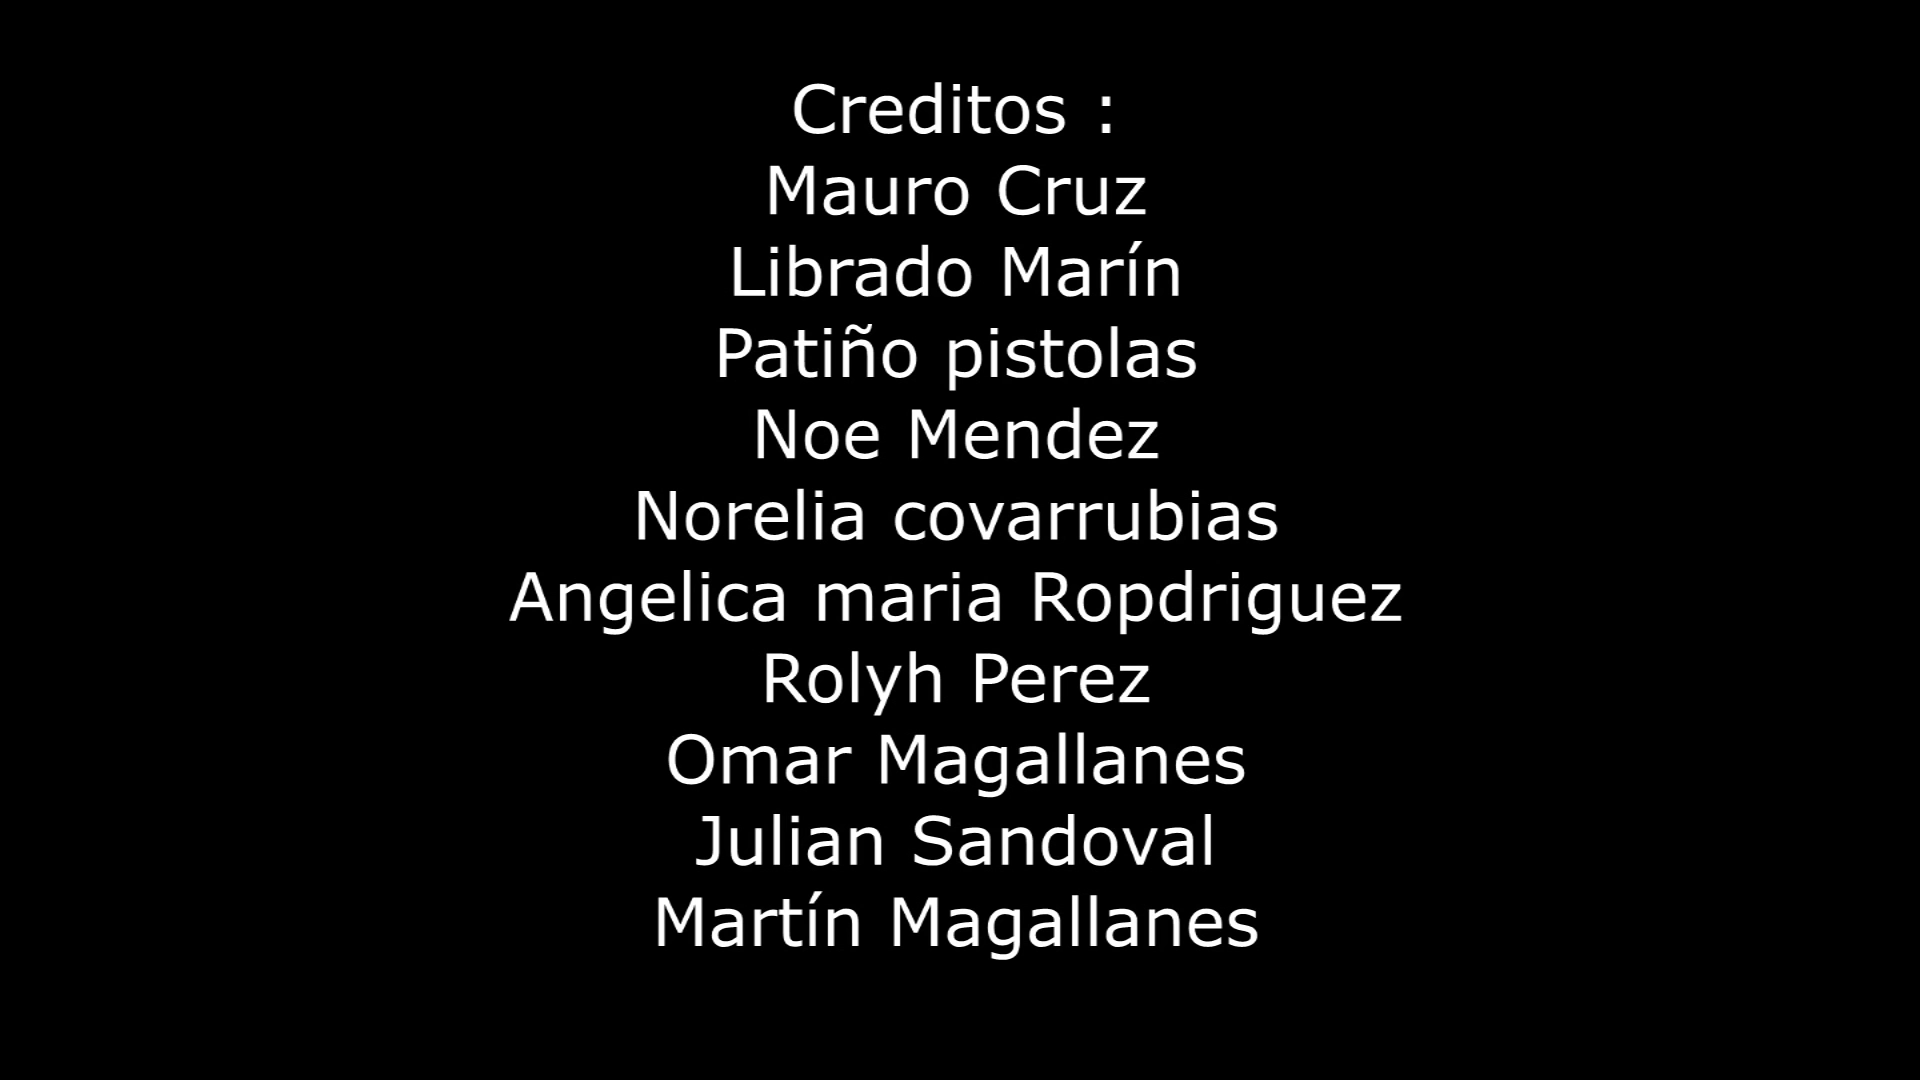 Creditos :
Mauro Cruz
Librado Marín
Patiño pistolas
Noe Mendez
Norelia covarrubias
Angelica maria Ropdriguez
Rolyh Perez
Omar Magallanes
Julian Sandoval
Martín Magallanes